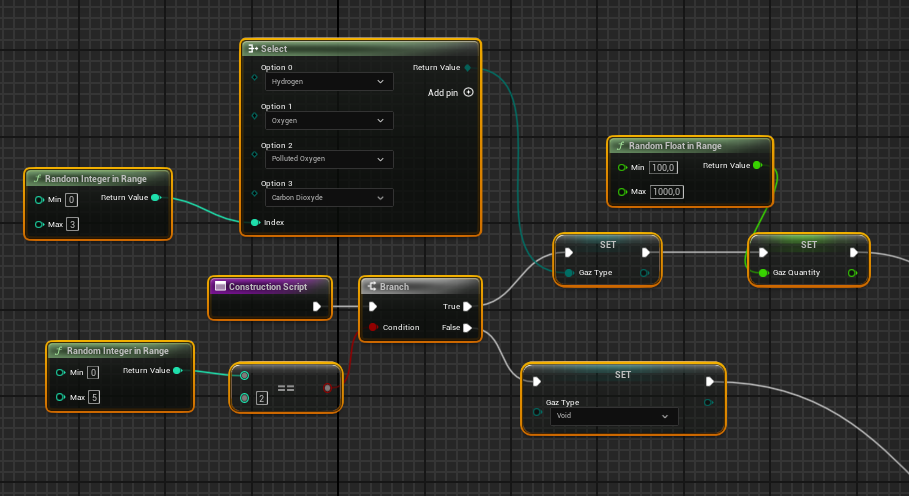 Select
Option 0
Return Value
Hydrogen
Add pin
Option 1
Oxygen
Option 2
Polluted Oxygen
Option 3
Carbon Dioxyde
Index
Random Integer in Range
Min 0
Return Value
Max 3
Random Float in Range
Min 100,0
Return Value
Max 1000,0
SET
Gaz Type
SET
Gaz Quantity
Construction Script
Branch
True
Condition
False
Random Integer in Range
Min 0
Return Value
Max 5
==
2
SET
Gaz Type
Void